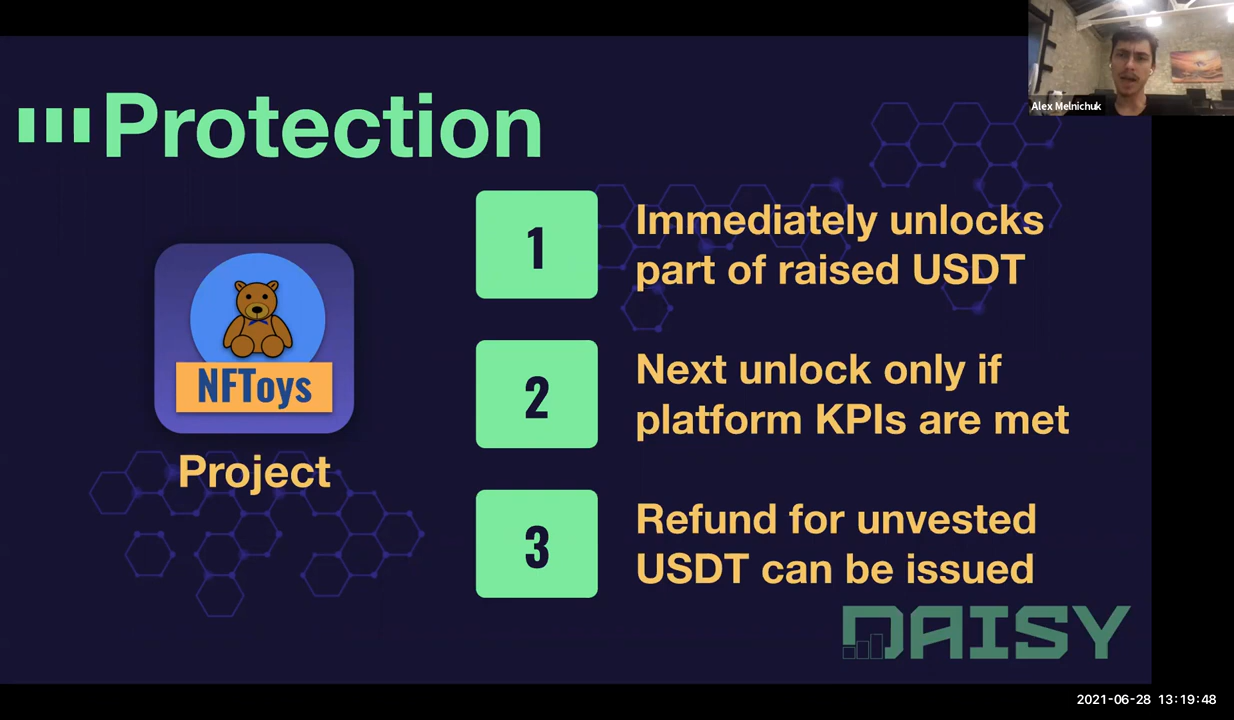 Alex Melnichuk
Protection
1
Immediately unlocks
part of raised USDT
NFToys
Project
2
Next unlock only if
platform KPIs are met
3
Refund for unvested
USDT can be issued
DAISY
2021-06-28 13:19:48